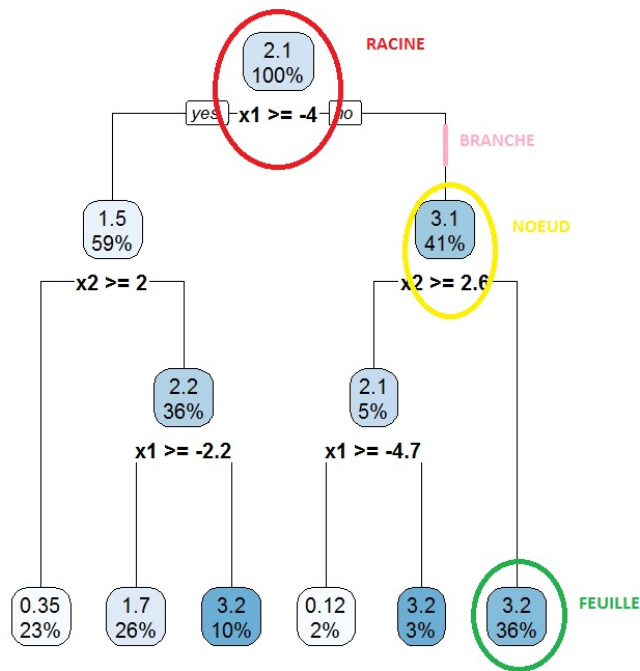 RACINE
2.1
100%
yes x1 >= -4 no
BRANCHE
1.5
59%
x2 >= 2
3.1
41%
NOEUD
x2 >= 2.6
2.2
36%
x1 >= -2.2
2.1
5%
x1 >= -4.7
0.35
23%
1.7
26%
3.2
10%
0.12
2%
3.2
3%
3.2
36%
FEUILLE